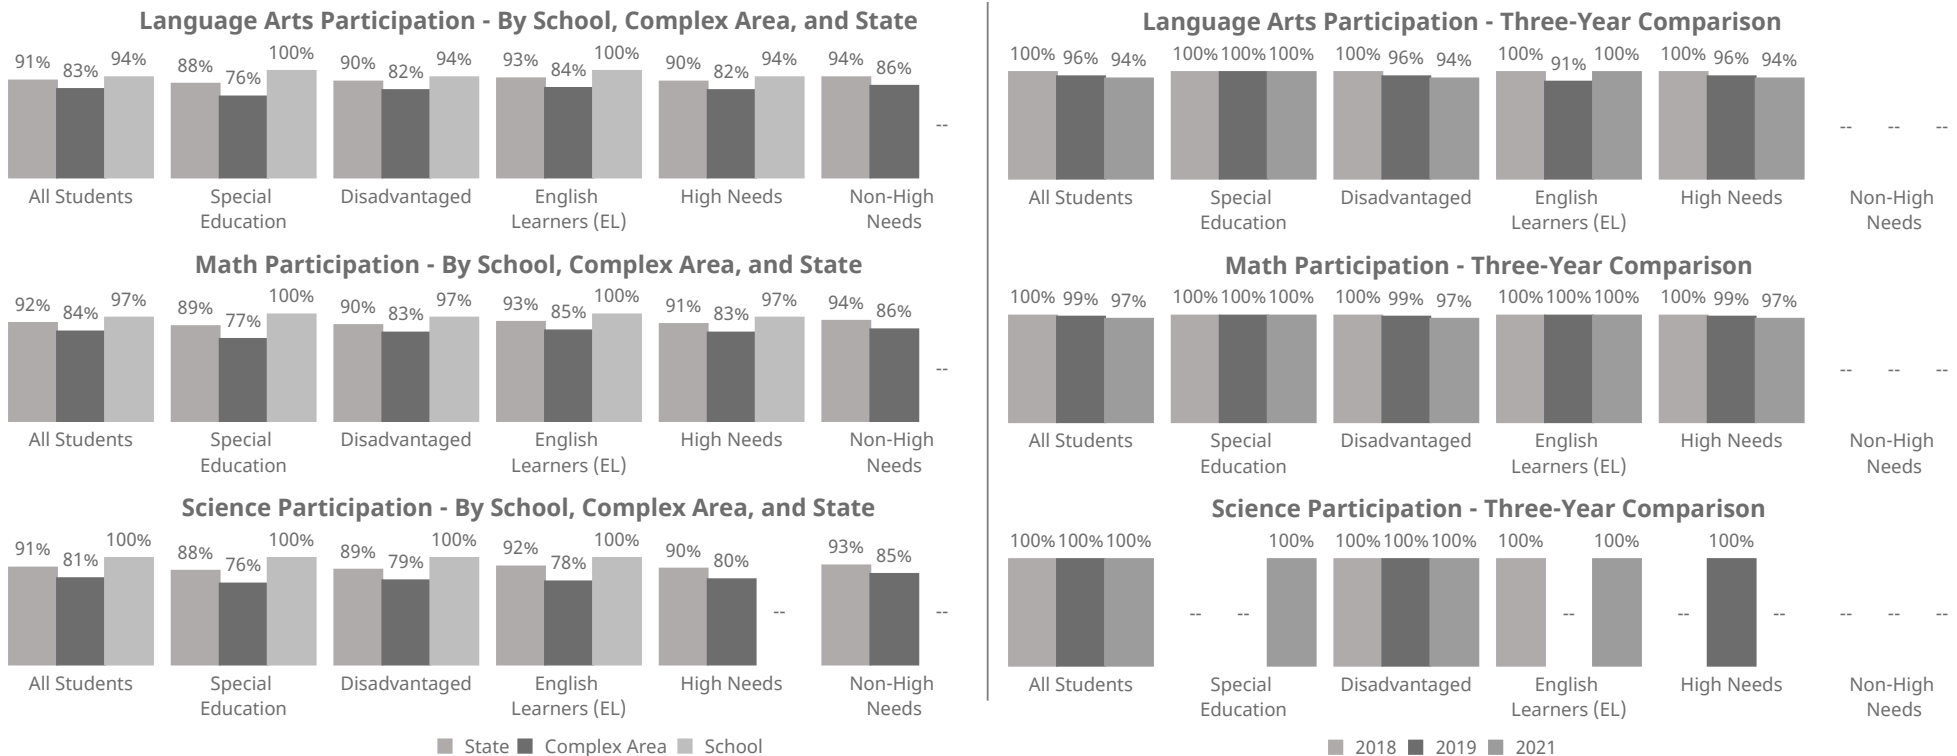 Language Arts Participation - By School, Complex Area, and State
91% 83% 94% 88% 76% 100% 90% 82% 94% 93% 84% 100% 90% 82% 94% 94% 86% --
All Students Special Education Disadvantaged English Learners (EL) High Needs Non-High Needs
Math Participation - By School, Complex Area, and State
92% 84% 97% 89% 77% 100% 90% 83% 97% 93% 85% 100% 91% 83% 97% 94% 86% --
All Students Special Education Disadvantaged English Learners (EL) High Needs Non-High Needs
Science Participation - By School, Complex Area, and State
91% 81% 100% 88% 76% 100% 89% 79% 100% 92% 78% 100% 90% 80% -- 93% 85% --
All Students Special Education Disadvantaged English Learners (EL) High Needs Non-High Needs
State Complex Area School
Language Arts Participation - Three-Year Comparison
100% 96% 94% 100% 100% 100% 100% 96% 94% 100% 91% 100% 100% 96% 94% -- -- --
All Students Special Education Disadvantaged English Learners (EL) High Needs Non-High Needs
Math Participation - Three-Year Comparison
100% 99% 97% 100% 100% 100% 100% 99% 97% 100% 100% 100% 100% 99% 97% -- -- --
All Students Special Education Disadvantaged English Learners (EL) High Needs Non-High Needs
Science Participation - Three-Year Comparison
100% 100% 100% -- -- 100% 100% 100% 100% 100% -- 100% -- 100% -- -- -- --
All Students Special Education Disadvantaged English Learners (EL) High Needs Non-High Needs
2018 2019 2021